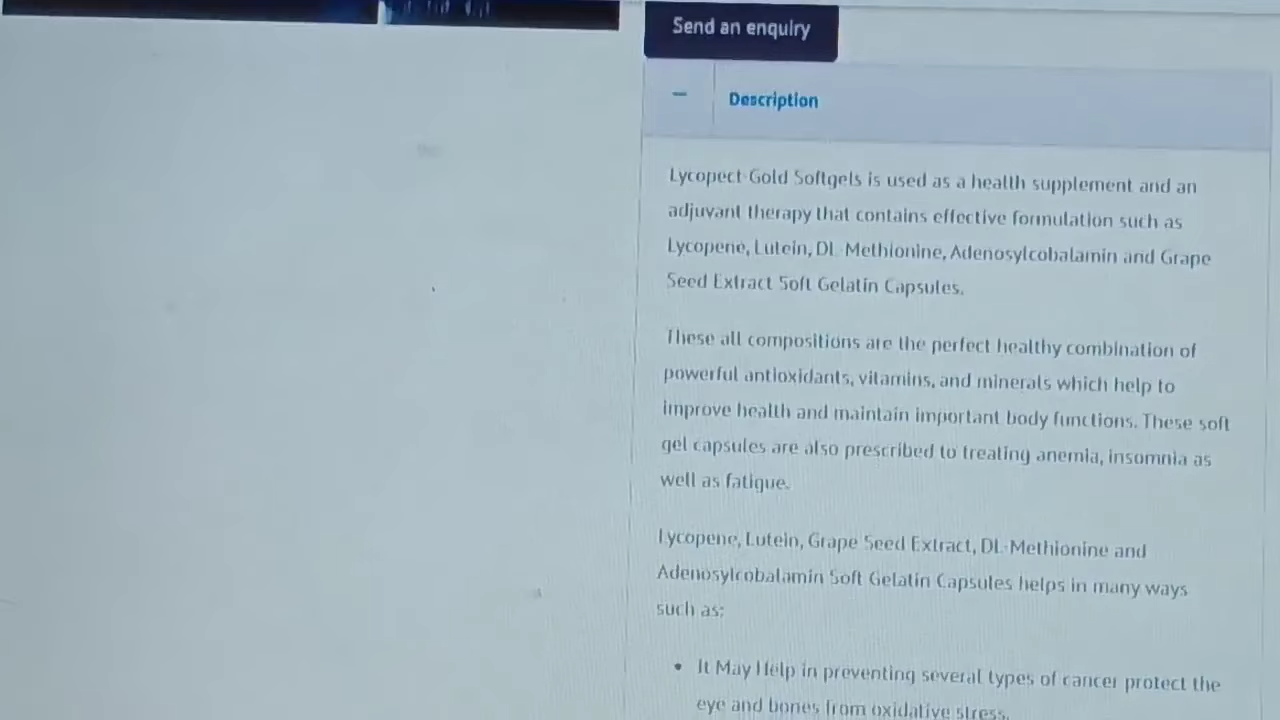 Send an enquiry
Description
Lycopect Gold Softgels is used as a health supplement and an
adjuvant therapy that contains effective formulation such as
Lycopene, Lutein, DL-Methionine, Adenosylcobalamin and Grape
Seed Extract Soft Gelatin Capsules.
These all compositions are the perfect healthy combination of
powerful antioxidants, vitamins, and minerals which help to
improve health and maintain important body functions. These soft
gel capsules are also prescribed to treating anemia, insomnia as
well as fatigue.
Lycopene, Lutein, Grape Seed Extract, DL-Methionine and
Adenosylcobalamin Soft Gelatin Capsules helps in many ways
such as:
• It May Help in preventing several types of cancer protect the
eye and bones from oxidative stress.